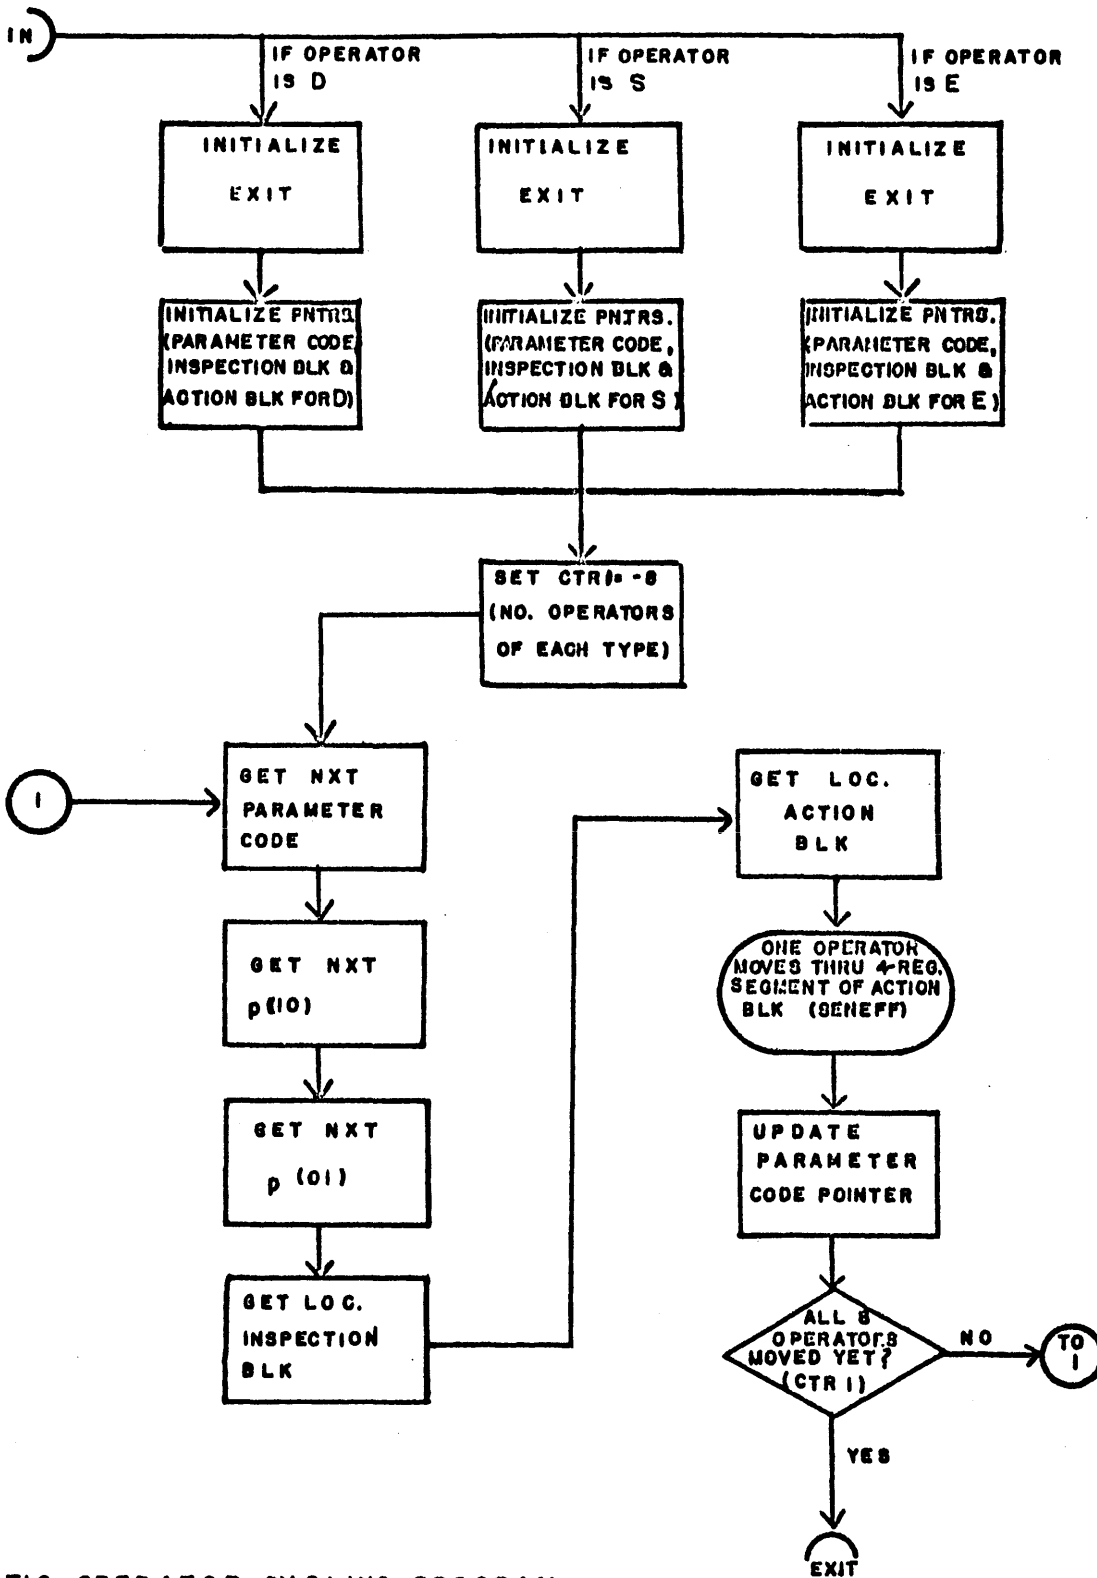 IN
IF OPERATOR
IS D
IF OPERATOR
IS S
IF OPERATOR
IS E
INITIALIZE
EXIT
INITIALIZE
EXIT
INITIALIZE
EXIT
INITIALIZE PNTRS.
(PARAMETER CODE
INSPECTION BLK &
ACTION BLK FOR D)
INITIALIZE PNTRS.
(PARAMETER CODE,
INSPECTION BLK &
ACTION BLK FOR S)
INITIALIZE PNTRS.
(PARAMETER CODE,
INSPECTION BLK &
ACTION BLK FOR E)
SET CTR1= -8
(NO. OPERATORS
OF EACH TYPE)
1
GET NXT
PARAMETER
CODE
GET NXT
p(10)
GET NXT
p (01)
GET LOC.
INSPECTION
BLK
GET LOC.
ACTION
BLK
ONE OPERATOR
MOVES THRU 4-REG.
SEGMENT OF ACTION
BLK (SENEFF)
UPDATE
PARAMETER
CODE POINTER
ALL 8
OPERATORS
MOVED YET?
(CTR 1)
NO
TO
1
YES
EXIT